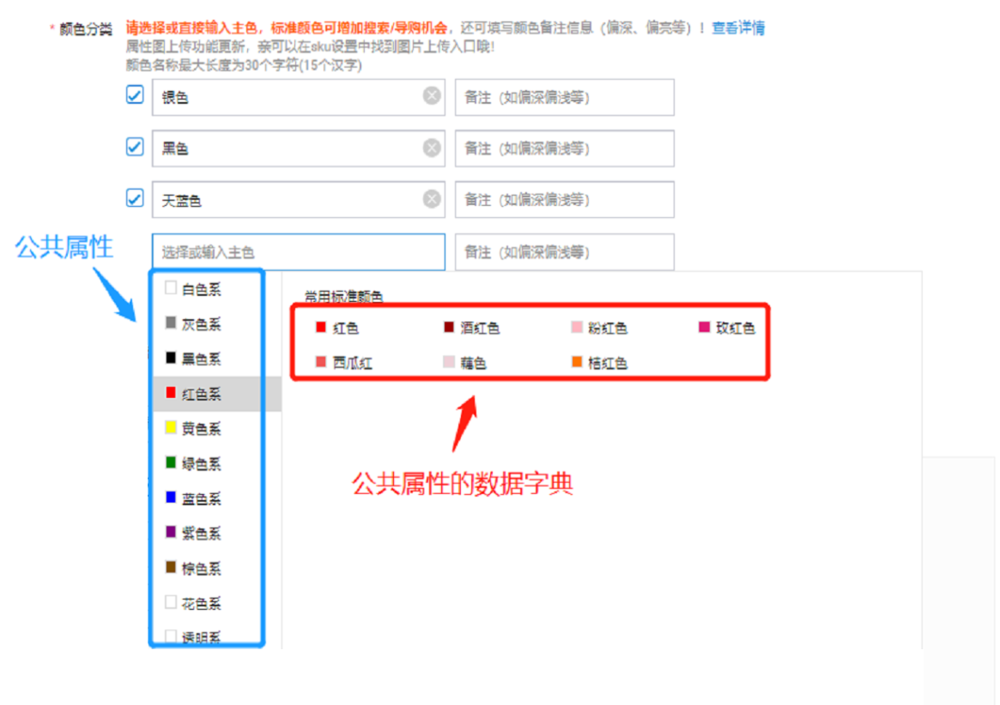 * 颜色分类 请选择或直接输入主色，标准颜色可增加搜索/导购机会，还可填写颜色备注信息（偏深、偏亮等）！查看详情
属性图上传功能更新，亲可以在sku设置中找到图片上传入口哦!
颜色名称最大长度为30个字符(15个汉字)
银色 备注（如偏深偏浅等）
黑色 备注（如偏深偏浅等）
天蓝色 备注（如偏深偏浅等）
公共属性 选择或输入主色 备注（如偏深偏浅等）
白色系 常用标准颜色
灰色系 红色 酒红色 粉红色 玫红色
黑色系 西瓜红 藕色 桔红色
红色系
黄色系
绿色系
公共属性的数据字典
蓝色系
紫色系
棕色系
花色系
透明系